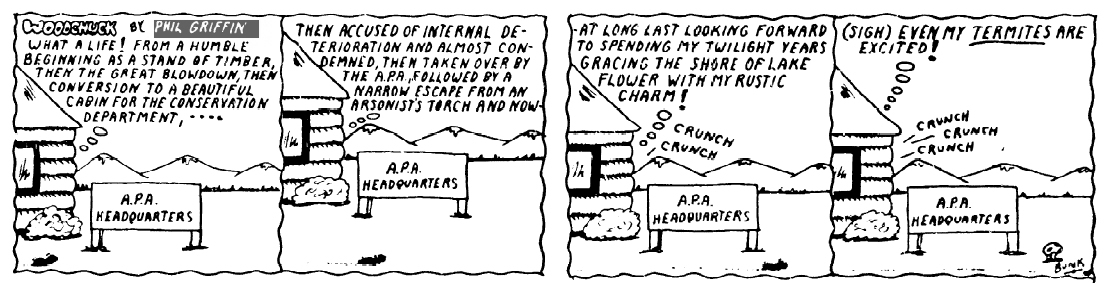 WOODCHUCK BY PHIL GRIFFIN
WHAT A LIFE! FROM A HUMBLE
BEGINNING AS A STAND OF TIMBER,
THEN THE GREAT BLOWDOWN, THEN
CONVERSION TO A BEAUTIFUL
CABIN FOR THE CONSERVATION
DEPARTMENT, ....
A.P.A.
HEADQUARTERS
THEN ACCUSED OF INTERNAL DE-
TERIORATION AND ALMOST CON-
DEMNED, THEN TAKEN OVER BY
THE A.P.A., FOLLOWED BY A
NARROW ESCAPE FROM AN
ARSONIST'S TORCH AND NOW-
A.P.A.
HEADQUARTERS
-AT LONG LAST LOOKING FORWARD
TO SPENDING MY TWILIGHT YEARS
GRACING THE SHORE OF LAKE
FLOWER WITH MY RUSTIC
CHARM!
CRUNCH
CRUNCH
A.P.A.
HEADQUARTERS
(SIGH) EVEN MY TERMITES ARE
EXCITED!
CRUNCH
CRUNCH
CRUNCH
A.P.A.
HEADQUARTERS